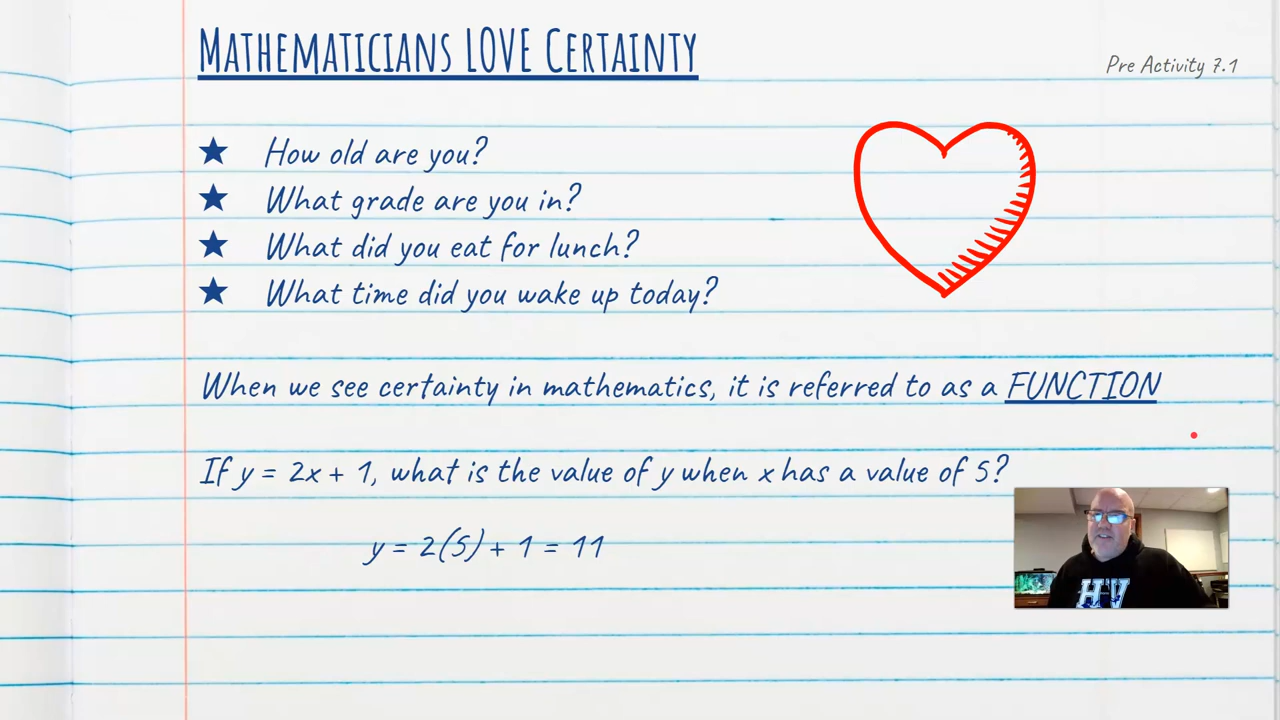 MATHEMATICIANS LOVE CERTAINTY
Pre Activity 7.1
★ How old are you?
★ What grade are you in?
★ What did you eat for lunch?
★ What time did you wake up today?
When we see certainty in mathematics, it is referred to as a FUNCTION
If y = 2x + 1, what is the value of y when x has a value of 5?
y = 2(5) + 1 = 11
HV